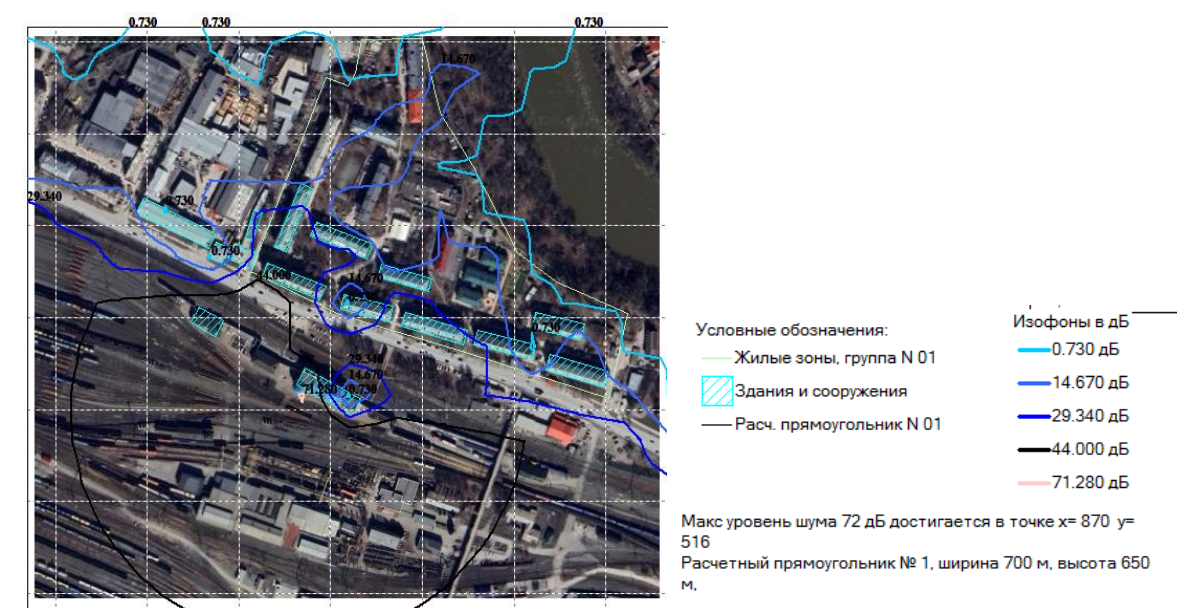 0.730
0.730
0.730
14.670
29.340
0.730
0.730
44.000
14.670
0.730
29.340
14.670
71.280
0.730
Условные обозначения:
Жилые зоны, группа N 01
Здания и сооружения
Расч. прямоугольник N 01
Изофоны в дБ
0.730 дБ
14.670 дБ
29.340 дБ
44.000 дБ
71.280 дБ
Макс уровень шума 72 дБ достигается в точке x= 870 y=
516
Расчетный прямоугольник № 1, ширина 700 м, высота 650
м,